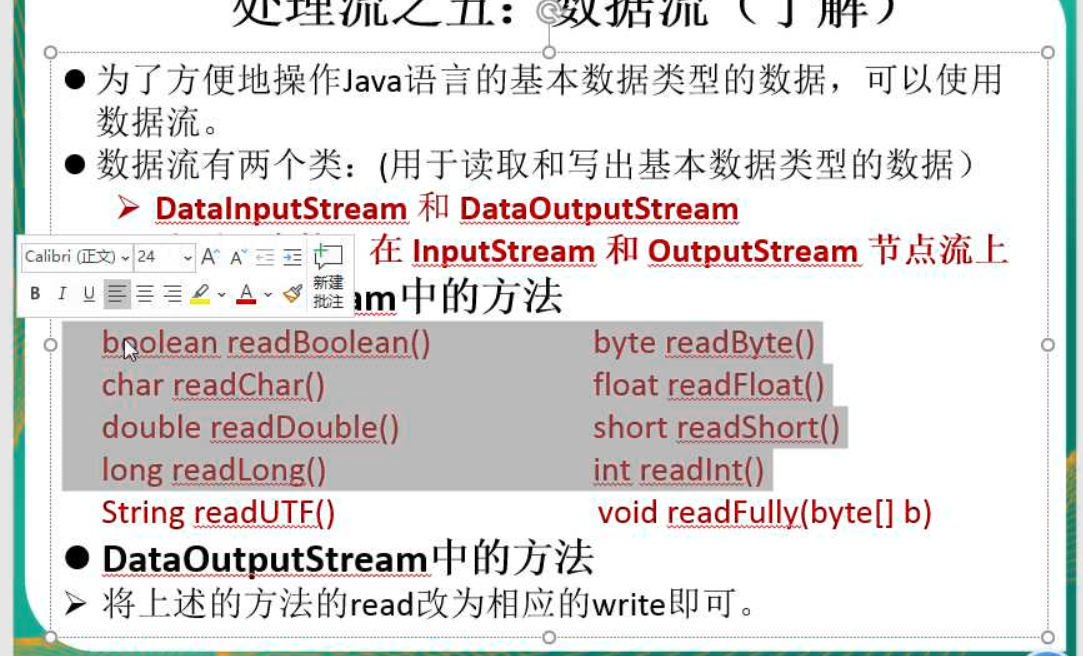 处理流之五：数据流（了解）
● 为了方便地操作Java语言的基本数据类型的数据，可以使用
数据流。
● 数据流有两个类：(用于读取和写出基本数据类型的数据）
➢ DataInputStream 和 DataOutputStream
在 InputStream 和 OutputStream 节点流上
Calibri (正文) 24 A A 新建
B I U A 批注
am中的方法
boolean readBoolean() byte readByte()
char readChar() float readFloat()
double readDouble() short readShort()
long readLong() int readInt()
String readUTF() void readFully(byte[] b)
● DataOutputStream中的方法
➢ 将上述的方法的read改为相应的write即可。